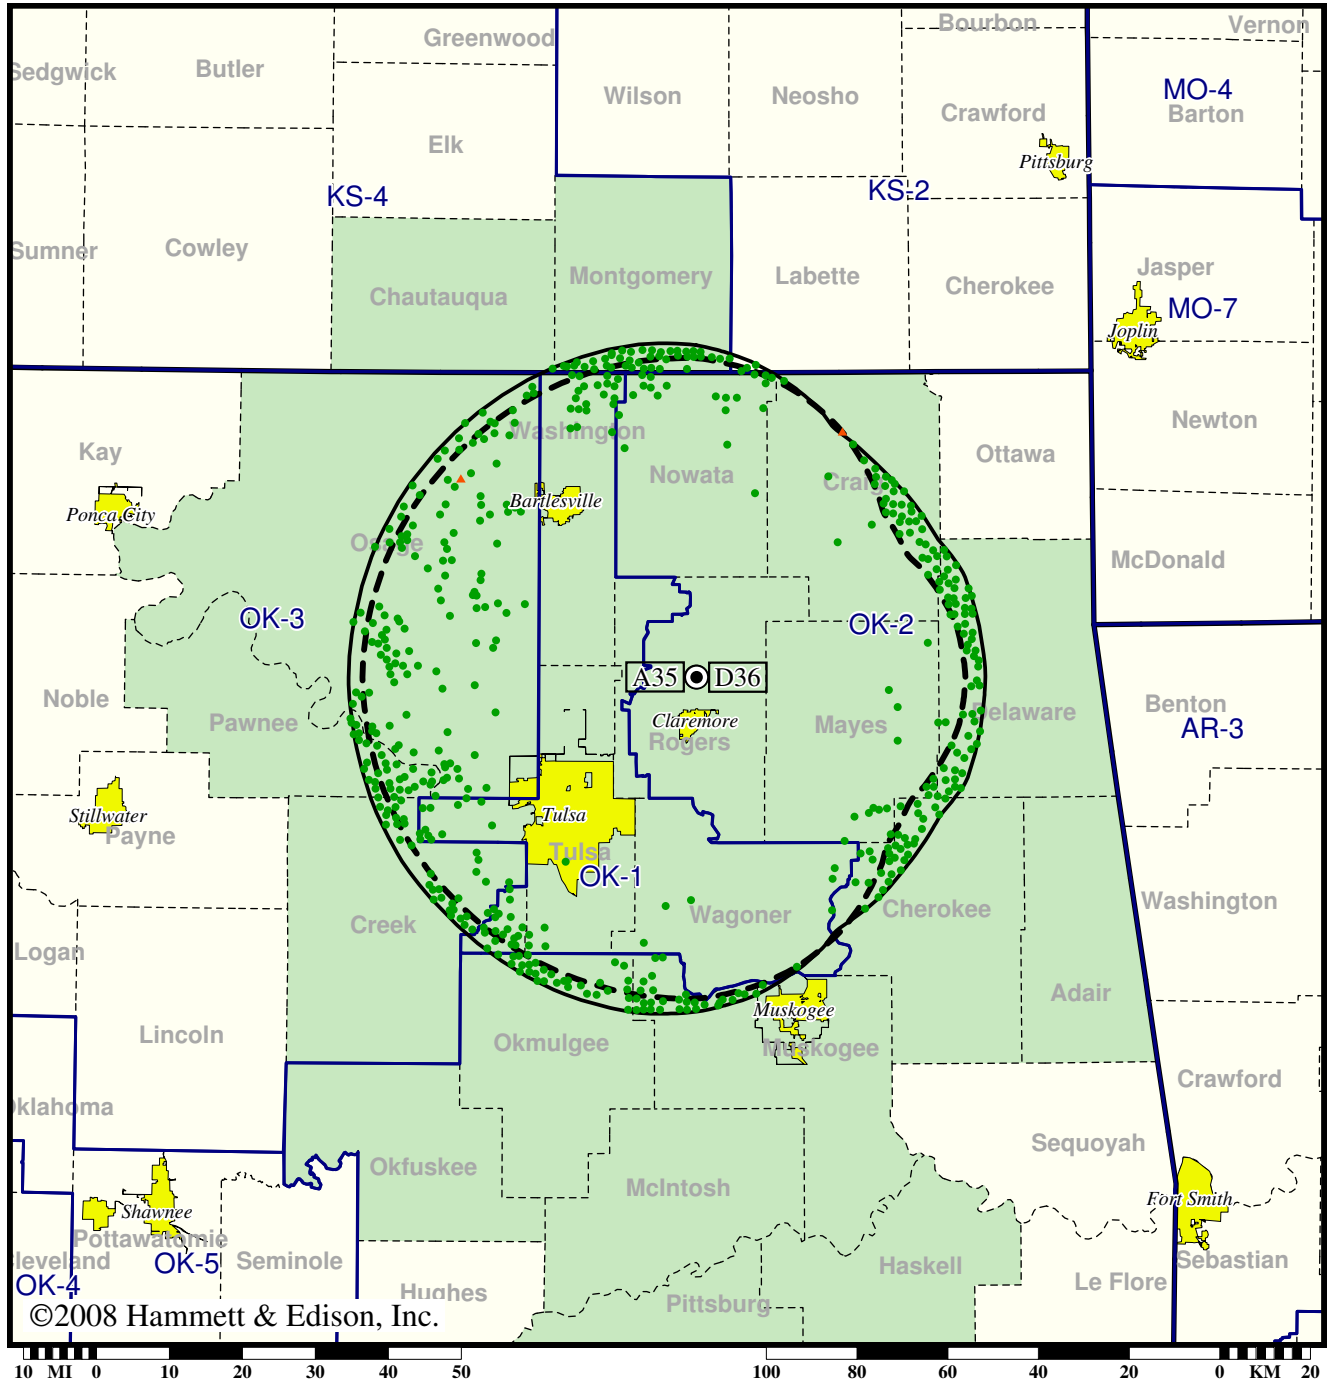 Bourbon
Vernon
Greenwood
Sedgwick
Butler
MO-4
Wilson
Neosho
Crawford
Barton
Elk
Pittsburg
KS-4
KS-2
Sumner
Cowley
Jasper
Montgomery
Labette
Cherokee
Chautauqua
MO-7
Joplin
Newton
Washington
Kay
Ottawa
Nowata
Craig
Bartlesville
Ponca City
Osage
McDonald
OK-3
OK-2
A35
D36
Noble
Benton
Delaware
Claremore
Pawnee
Mayes
AR-3
Rogers
Stillwater
Tulsa
Payne
Tulsa
OK-1
Washington
Cherokee
Wagoner
Creek
Logan
Adair
Muskogee
Lincoln
Okmulgee
Muskogee
Crawford
Oklahoma
Sequoyah
Okfuskee
McIntosh
Fort Smith
Shawnee
Pottawatomie
Cleveland
OK-5
Seminole
Haskell
Sebastian
OK-4
Le Flore
Hughes
Pittsburg
©2008 Hammett & Edison, Inc.
10 MI 0 10 20 30 40 50 100 80 60 40 20 0 KM 20